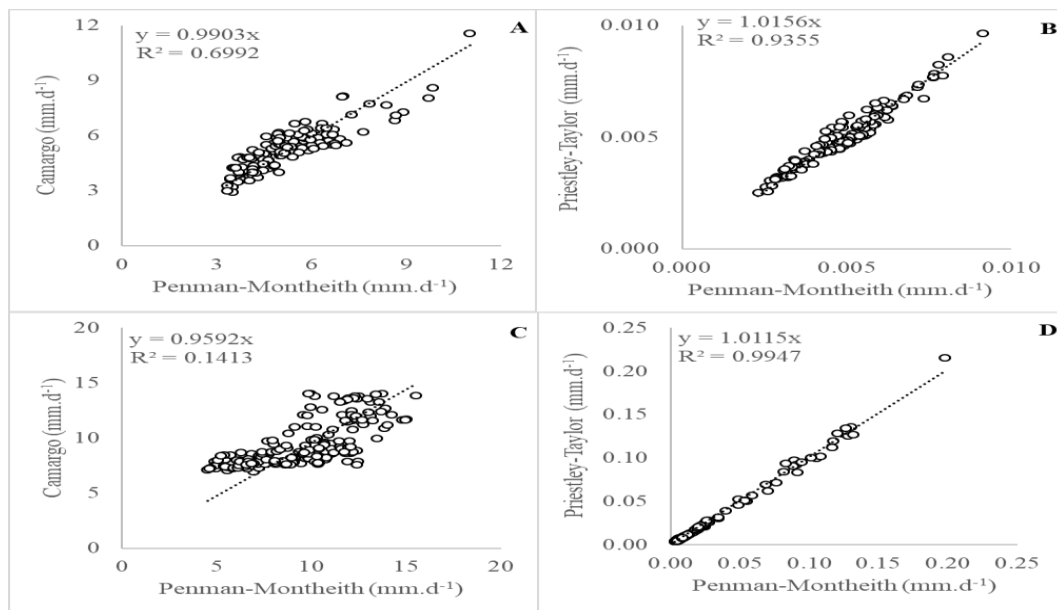 A
y = 0.9903x
R² = 0.6992
12
9
6
3
0
Camargo (mm.d⁻¹)
0 3 6 9 12
Penman-Montheith (mm.d⁻¹)
B
y = 1.0156x
R² = 0.9355
0.010
0.005
0.000
Priestley-Taylor (mm.d⁻¹)
0.000 0.005 0.010
Penman-Montheith (mm.d⁻¹)
C
y = 0.9592x
R² = 0.1413
20
15
10
5
0
Camargo (mm.d⁻¹)
0 5 10 15 20
Penman-Montheith (mm.d⁻¹)
D
y = 1.0115x
R² = 0.9947
0.25
0.20
0.15
0.10
0.05
0.00
Priestley-Taylor (mm.d⁻¹)
0.00 0.05 0.10 0.15 0.20 0.25
Penman-Montheith (mm.d⁻¹)